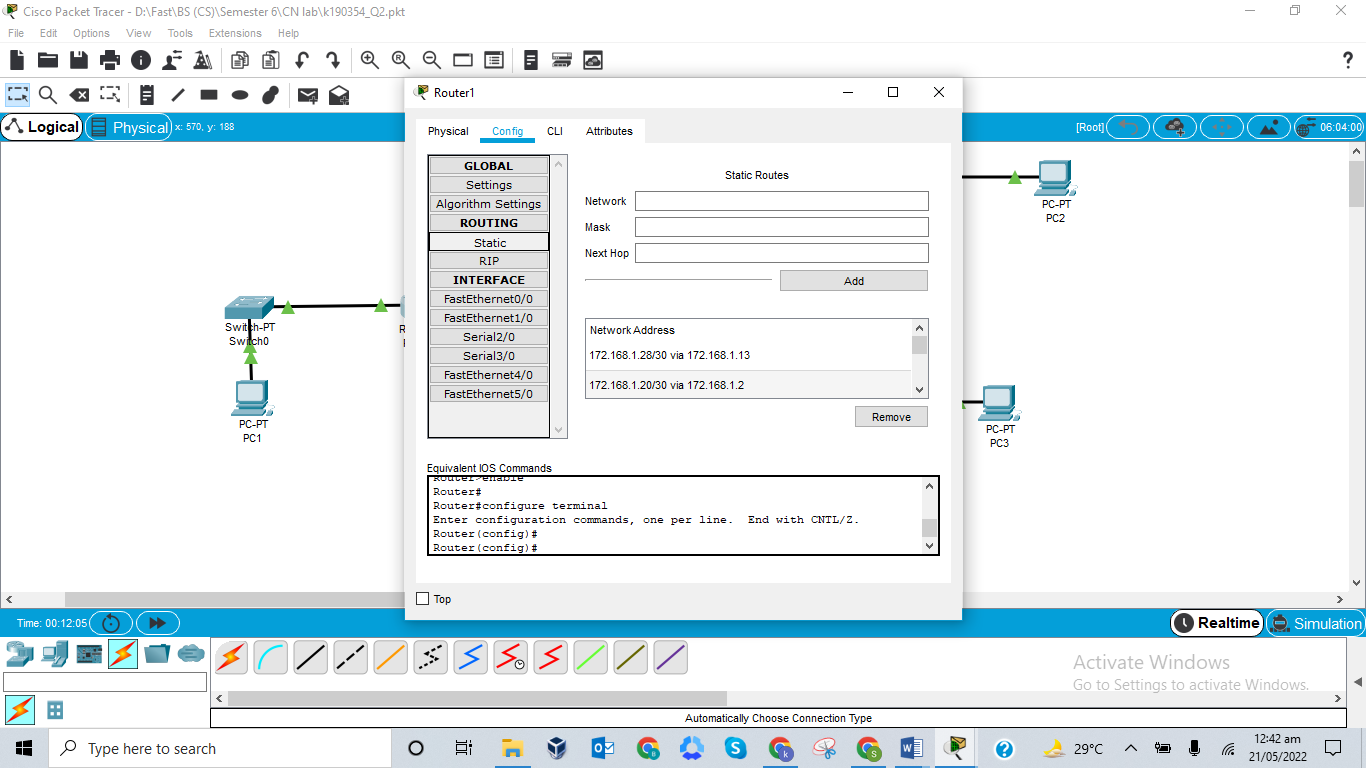 Cisco Packet Tracer - D:\Fast\BS (CS)\Semester 6\CN lab\k190354_Q2.pkt
File Edit Options View Tools Extensions Help
Logical
Physical
x: 570, y: 188
[Root]
06:04:00
Router1
Physical Config CLI Attributes
GLOBAL
Settings
Algorithm Settings
ROUTING
Static
RIP
INTERFACE
FastEthernet0/0
FastEthernet1/0
Serial2/0
Serial3/0
FastEthernet4/0
FastEthernet5/0
Static Routes
Network
Mask
Next Hop
Add
Network Address
172.168.1.28/30 via 172.168.1.13
172.168.1.20/30 via 172.168.1.2
Remove
Equivalent IOS Commands
Router>enable
Router#
Router#configure terminal
Enter configuration commands, one per line. End with CNTL/Z.
Router(config)#
Router(config)#
Top
Switch-PT
Switch0
PC-PT
PC1
PC-PT
PC2
PC-PT
PC3
Time: 00:12:05
Realtime
Simulation
Activate Windows
Go to Settings to activate Windows.
Automatically Choose Connection Type
Type here to search
29°C
12:42 am
21/05/2022